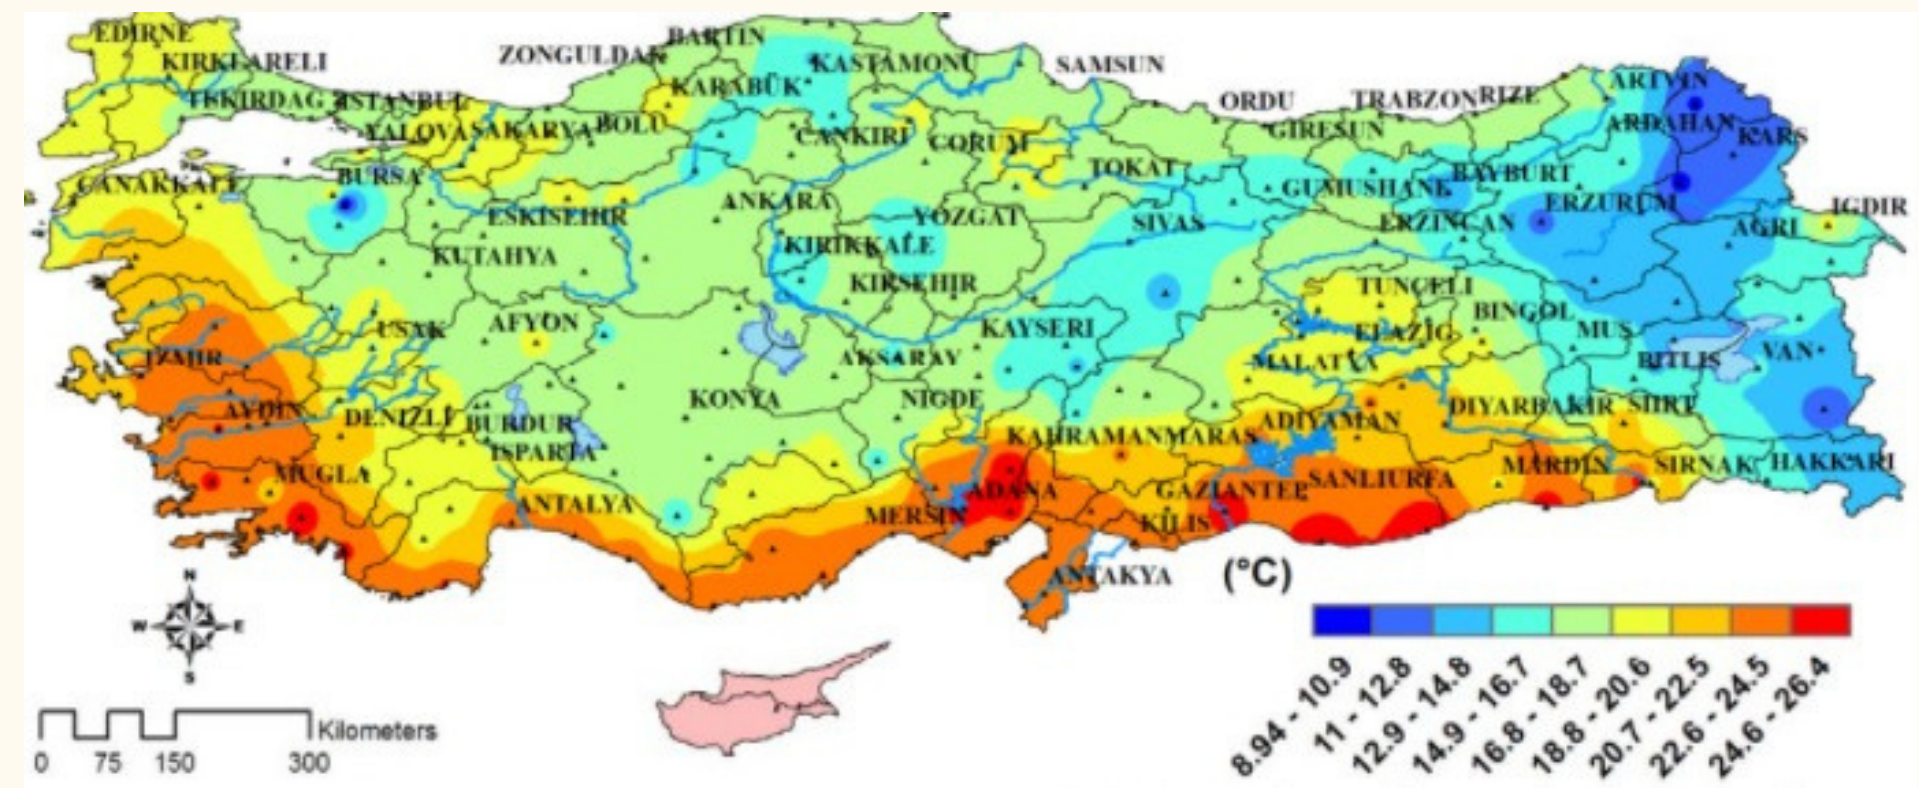 EDIRNE
BARTIN
KIRKLARELI
ZONGULDAK
KASTAMONU
SAMSUN
ARTVIN
KARABÜK
TEKIRDAG
ISTANBUL
ORDU
TRABZON
RIZE
YALOVA
SAKARYA
BOLU
CANKIRI
CORUM
GIRESUN
ARDAHAN
KARS
TOKAT
CANAKKALE
BURSA
BAYBURT
GUMUSHANE
ANKARA
ESKISEHIR
YOZGAT
SIVAS
ERZINCAN
ERZURUM
IGDIR
AGRI
KUTAHYA
KIRIKKALE
KIRSEHIR
TUNCELI
BINGOL
USAK
AFYON
KAYSERI
ELAZIG
MUS
IZMIR
AKSARAY
MALATYA
BITLIS
VAN
KONYA
NIGDE
AYDIN
DENIZLI
BURDUR
ISPARTA
KAHRAMANMARAS
ADIYAMAN
DIYARBAKIR
SIIRT
MUGLA
MARDIN
SIRNAK
HAKKARI
ANTALYA
ADANA
GAZIANTEP
SANLIURFA
MERSIN
KILIS
ANTAKYA
(°C)
N
W E
S
8.94 - 10.9
11 - 12.8
12.9 - 14.8
14.9 - 16.7
16.8 - 18.7
18.8 - 20.6
20.7 - 22.5
22.6 - 24.5
24.6 - 26.4
Kilometers
0 75 150 300